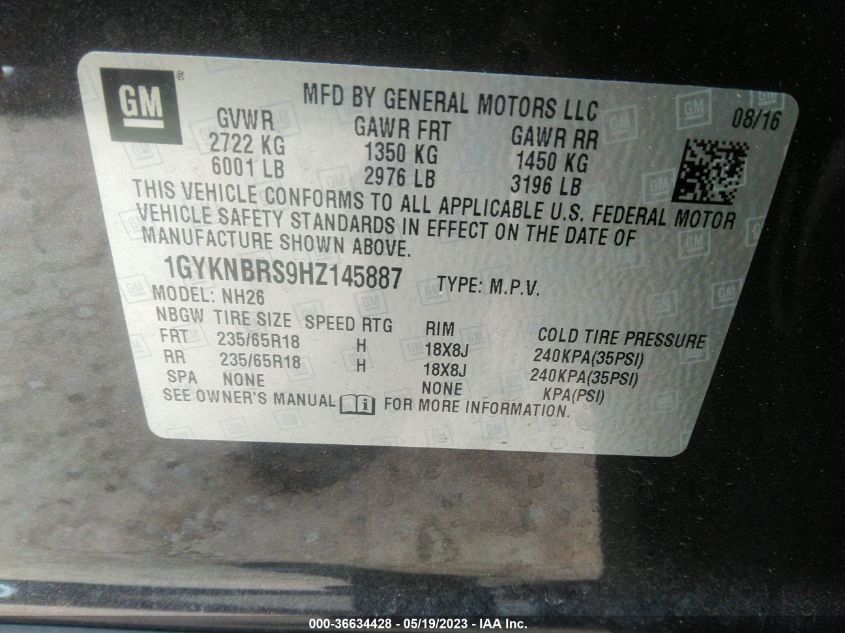 GM ®
MFD BY GENERAL MOTORS LLC
08/16
GVWR GAWR FRT GAWR RR
2722 KG 1350 KG 1450 KG
6001 LB 2976 LB 3196 LB
THIS VEHICLE CONFORMS TO ALL APPLICABLE U.S. FEDERAL MOTOR
VEHICLE SAFETY STANDARDS IN EFFECT ON THE DATE OF
MANUFACTURE SHOWN ABOVE.
1GYKNBRS9HZ145887 TYPE: M.P.V.
MODEL: NH26
NBGW TIRE SIZE SPEED RTG RIM COLD TIRE PRESSURE
FRT 235/65R18 H 18X8J 240KPA(35PSI)
RR 235/65R18 H 18X8J 240KPA(35PSI)
SPA NONE NONE KPA(PSI)
SEE OWNER'S MANUAL i FOR MORE INFORMATION.
000-36634428 - 05/19/2023 - IAA Inc.